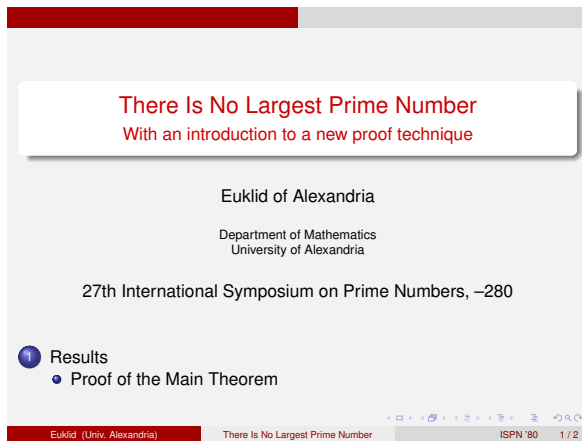 There Is No Largest Prime Number
With an introduction to a new proof technique
Euklid of Alexandria
Department of Mathematics
University of Alexandria
27th International Symposium on Prime Numbers, –280
1 Results
Proof of the Main Theorem
Euklid (Univ. Alexandria) There Is No Largest Prime Number ISPN '80 1 / 2